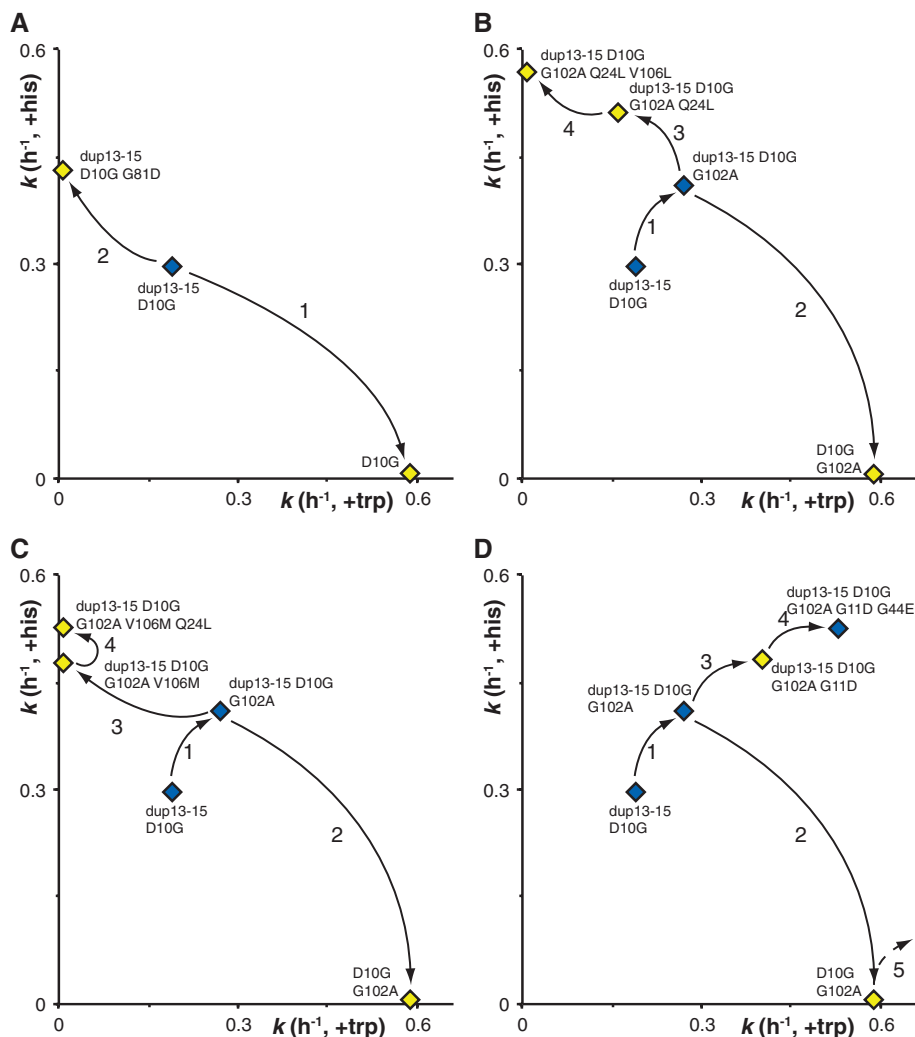 A
k (h⁻¹, +his)
0.6
0.3
0
dup13-15
D10G G81D
2
dup13-15
D10G
1
D10G
0
0.3
0.6
k (h⁻¹, +trp)
B
k (h⁻¹, +his)
0.6
0.3
0
dup13-15 D10G
G102A Q24L V106L
dup13-15 D10G
G102A Q24L
4
3
dup13-15 D10G
G102A
1
dup13-15
D10G
2
D10G
G102A
0
0.3
0.6
k (h⁻¹, +trp)
C
k (h⁻¹, +his)
0.6
0.3
0
dup13-15 D10G
G102A V106M Q24L
4
dup13-15 D10G
G102A V106M
dup13-15 D10G
G102A
3
1
dup13-15
D10G
2
D10G
G102A
0
0.3
0.6
k (h⁻¹, +trp)
D
k (h⁻¹, +his)
0.6
0.3
0
dup13-15 D10G
G102A G11D G44E
4
3
dup13-15 D10G
G102A G11D
dup13-15 D10G
G102A
1
dup13-15
D10G
2
5
D10G
G102A
0
0.3
0.6
k (h⁻¹, +trp)